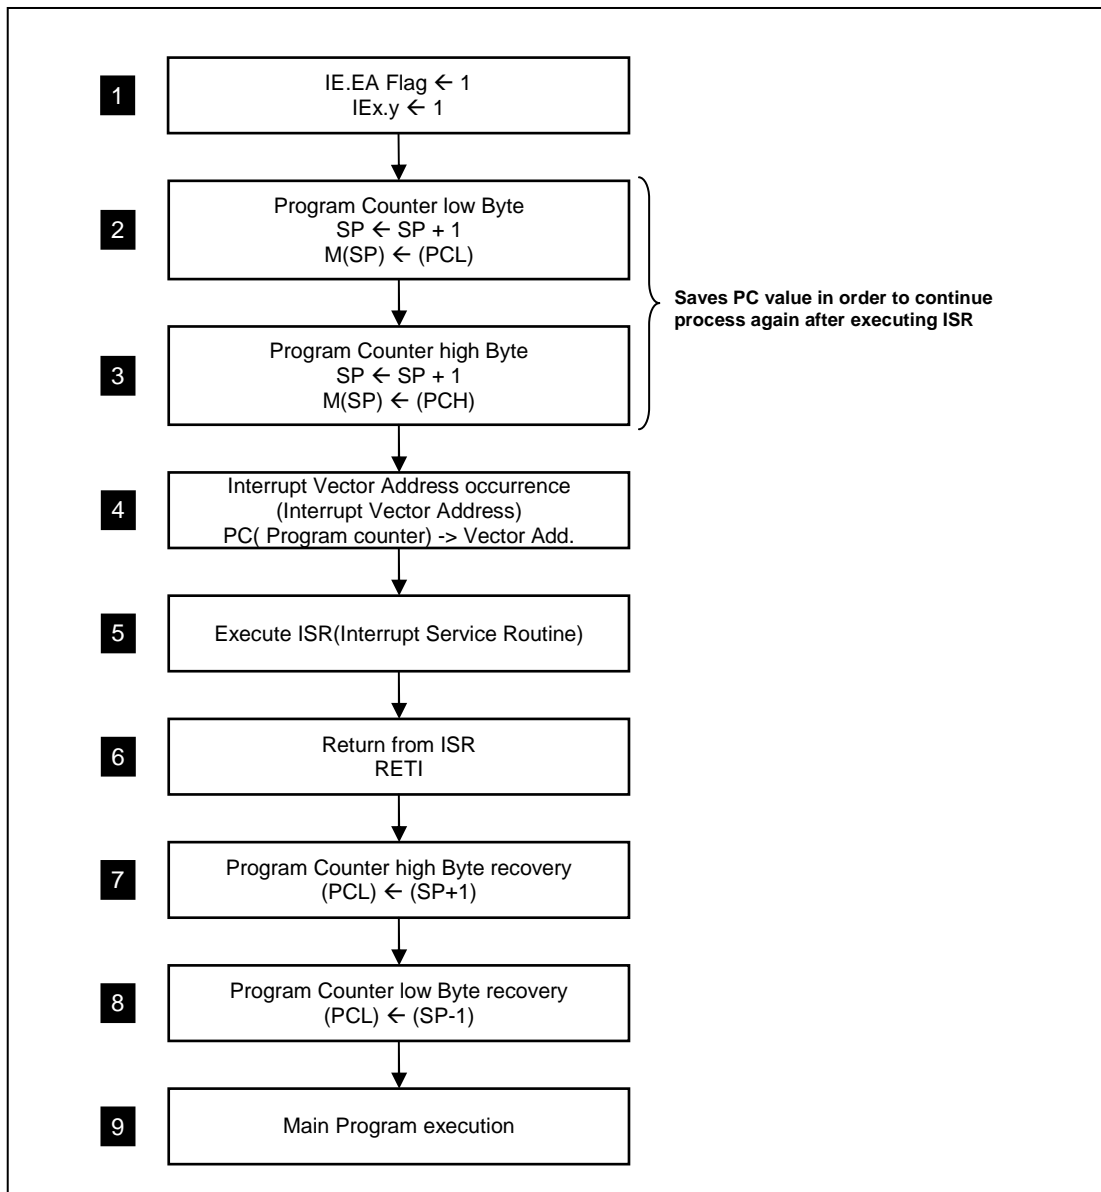 1
IE.EA Flag ← 1
IEx.y ← 1
2
Program Counter low Byte
SP ← SP + 1
M(SP) ← (PCL)
Saves PC value in order to continue
process again after executing ISR
3
Program Counter high Byte
SP ← SP + 1
M(SP) ← (PCH)
4
Interrupt Vector Address occurrence
(Interrupt Vector Address)
PC( Program counter) -> Vector Add.
5
Execute ISR(Interrupt Service Routine)
6
Return from ISR
RETI
7
Program Counter high Byte recovery
(PCL) ← (SP+1)
8
Program Counter low Byte recovery
(PCL) ← (SP-1)
9
Main Program execution